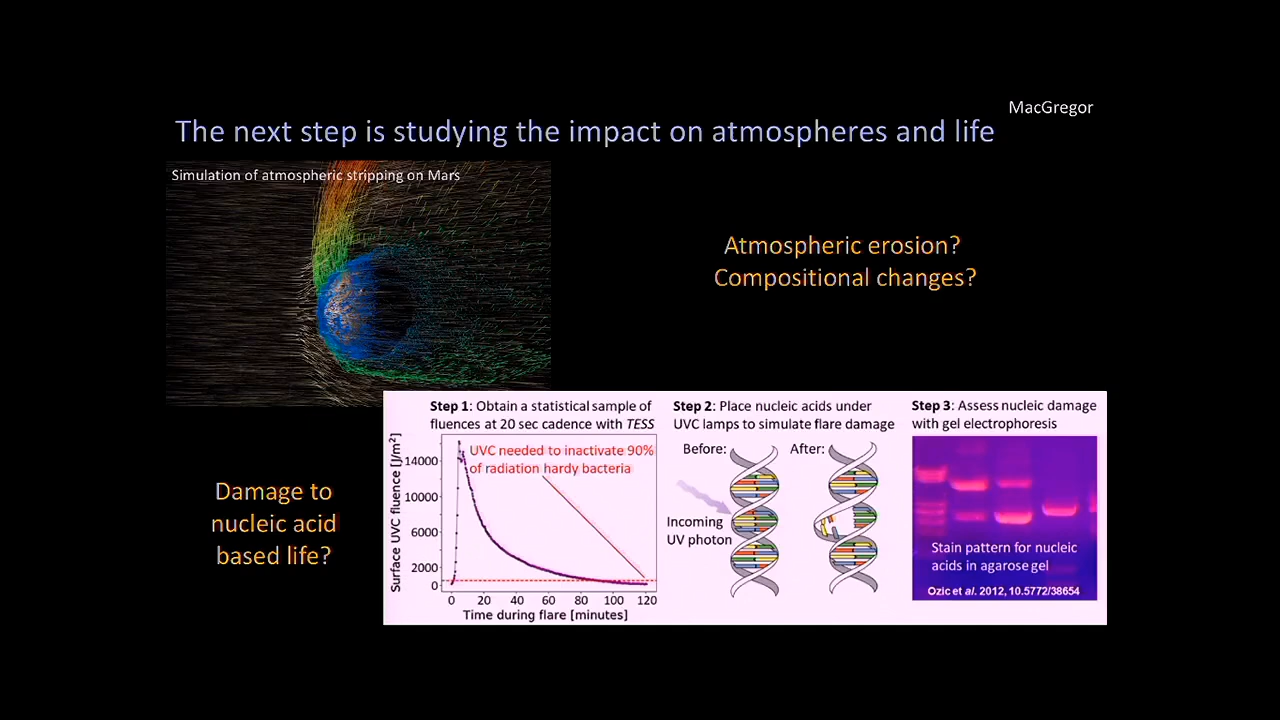 MacGregor
The next step is studying the impact on atmospheres and life
Simulation of atmospheric stripping on Mars
Atmospheric erosion?
Compositional changes?
Damage to
nucleic acid
based life?
Step 1: Obtain a statistical sample of
fluences at 20 sec cadence with TESS
Surface UVC fluence [J/m²]
14000
10000
6000
2000
0
UVC needed to inactivate 90%
of radiation hardy bacteria
0 20 40 60 80 100 120
Time during flare [minutes]
Step 2: Place nucleic acids under
UVC lamps to simulate flare damage
Before: After:
Incoming
UV photon
Step 3: Assess nucleic damage
with gel electrophoresis
Stain pattern for nucleic
acids in agarose gel
Ozic et al. 2012, 10.5772/38654